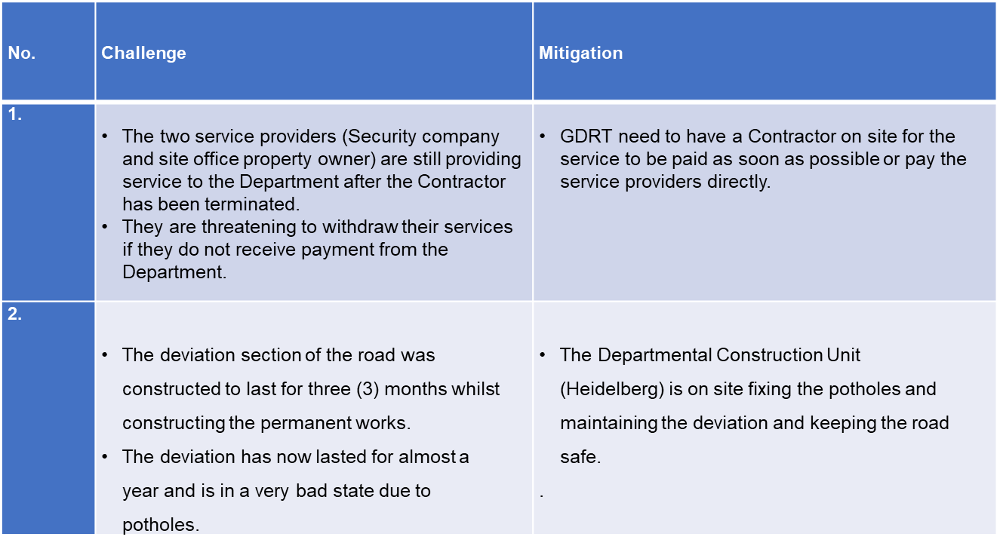 No.
Challenge
Mitigation
1.
• The two service providers (Security company
and site office property owner) are still providing
service to the Department after the Contractor
has been terminated.
• They are threatening to withdraw their services
if they do not receive payment from the
Department.
• GDRT need to have a Contractor on site for the
service to be paid as soon as possible or pay the
service providers directly.
2.
• The deviation section of the road was
constructed to last for three (3) months whilst
constructing the permanent works.
• The deviation has now lasted for almost a
year and is in a very bad state due to
potholes.
• The Departmental Construction Unit
(Heidelberg) is on site fixing the potholes and
maintaining the deviation and keeping the road
safe.
.